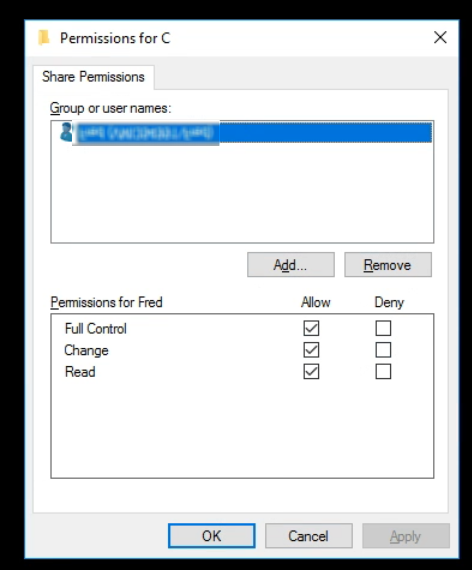 Permissions for C
Share Permissions
Group or user names:
Add...
Remove
Permissions for Fred
Allow
Deny
Full Control
Change
Read
OK
Cancel
Apply